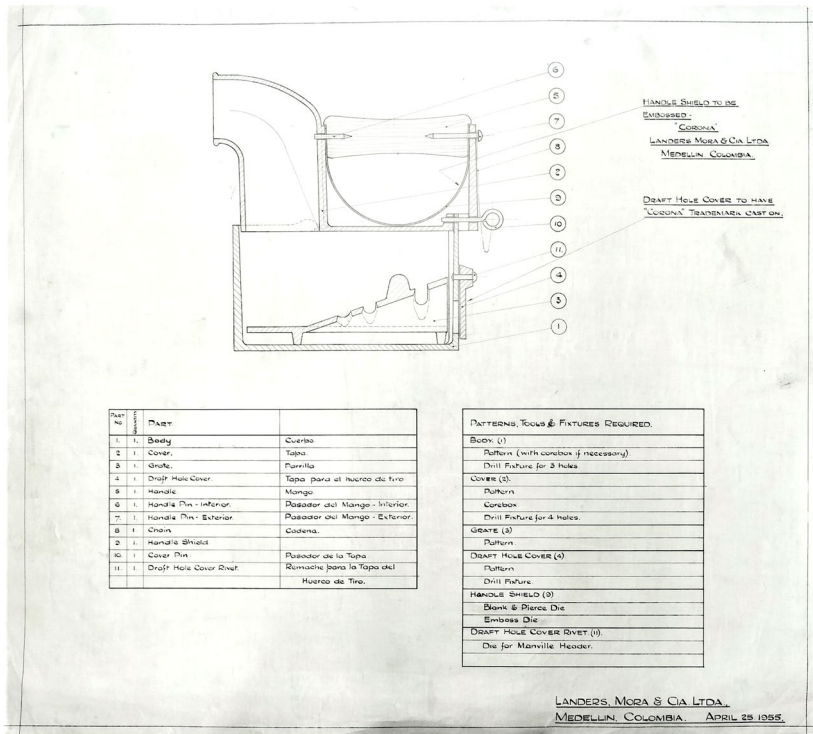 6
5
7
8
2
9
10
11.
4
3
1
HANDLE SHIELD TO BE
EMBOSSED -
"CORONA"
LANDERS MORA & CIA LTDA
MEDELLIN COLOMBIA.
DRAFT HOLE COVER TO HAVE
"CORONA" TRADEMARK CAST ON.
PART NO QUANTITY PART
1. 1. Body Cuerbo
2 1. Cover. Tapa.
3 1. Grate. Parrilla
4 1. Draft Hole Cover. Tapa para el huerco de tiro
5 1. Handle Mango
6 1. Handle Pin - Interior. Pasador del Mango - Interior.
7. 1. Handle Pin - Exterior. Pasador del Mango - Exterior.
8 1 Chain Cadena.
9 1. Handle Shield
10. 1 Cover Pin Pasador de la Tapa
11. 1. Draft Hole Cover Rivet. Remache para la Tapa del
Huerco de Tiro.
PATTERNS, TOOLS & FIXTURES REQUIRED.
BODY. (1)
Pattern (with corebox if necessary).
Drill Fixture for 3 holes
COVER (2).
Pattern
Corebox
Drill Fixture for 4 holes.
GRATE (3)
Pattern.
DRAFT HOLE COVER (4)
Pattern
Drill Fixture.
HANDLE SHIELD (9)
Blank & Pierce Die
Emboss Die
DRAFT HOLE COVER RIVET (11).
Die for Manville Header.
LANDERS, MORA & CIA LTDA.,
MEDELLIN, COLOMBIA. APRIL 25 1955.